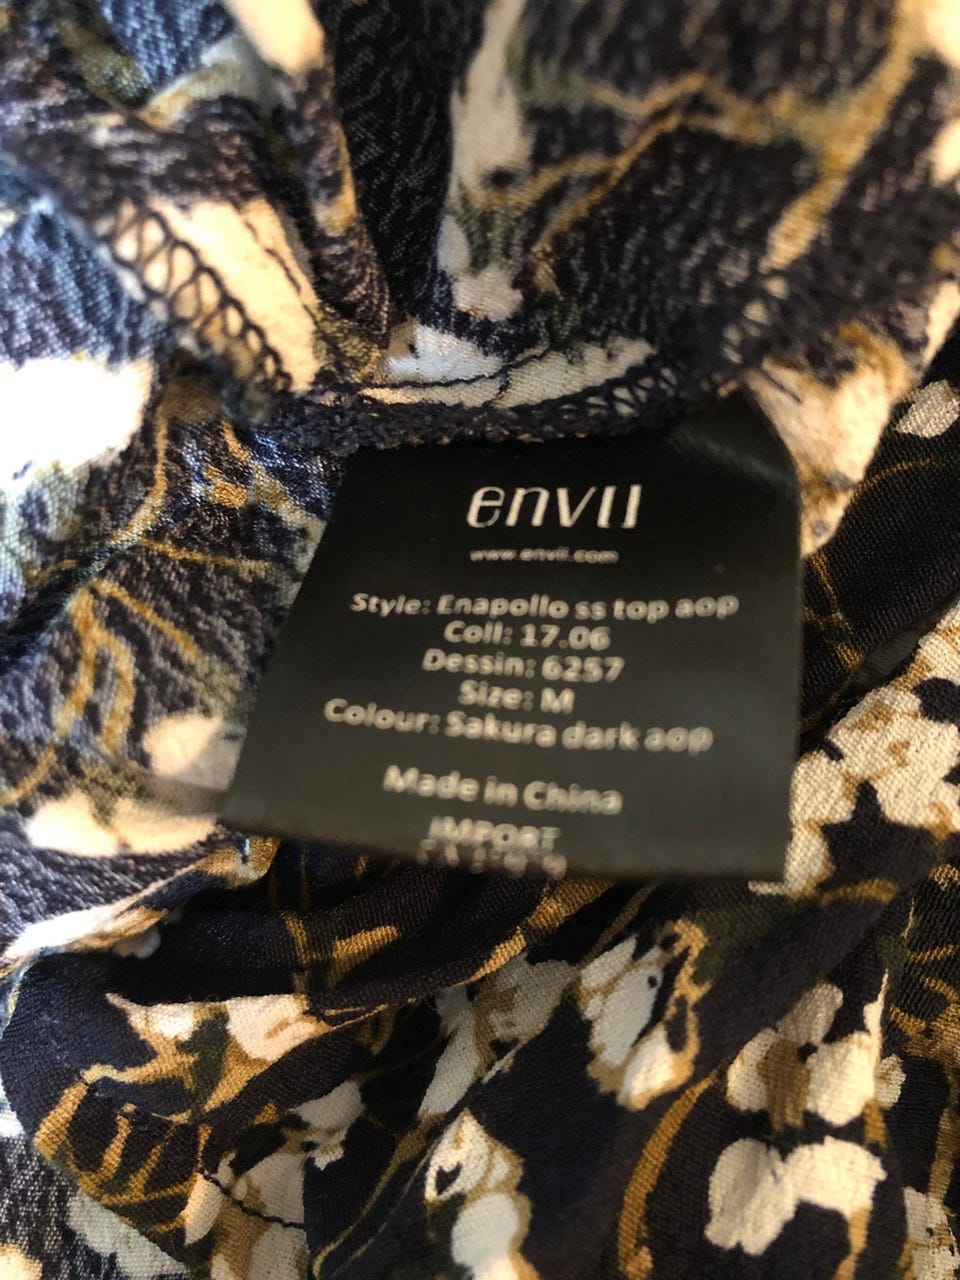 envii
www.envii.com
Style: Enapollo ss top aop
Coll: 17.06
Dessin: 6257
Size: M
Colour: Sakura dark aop
Made in China
IMPORT